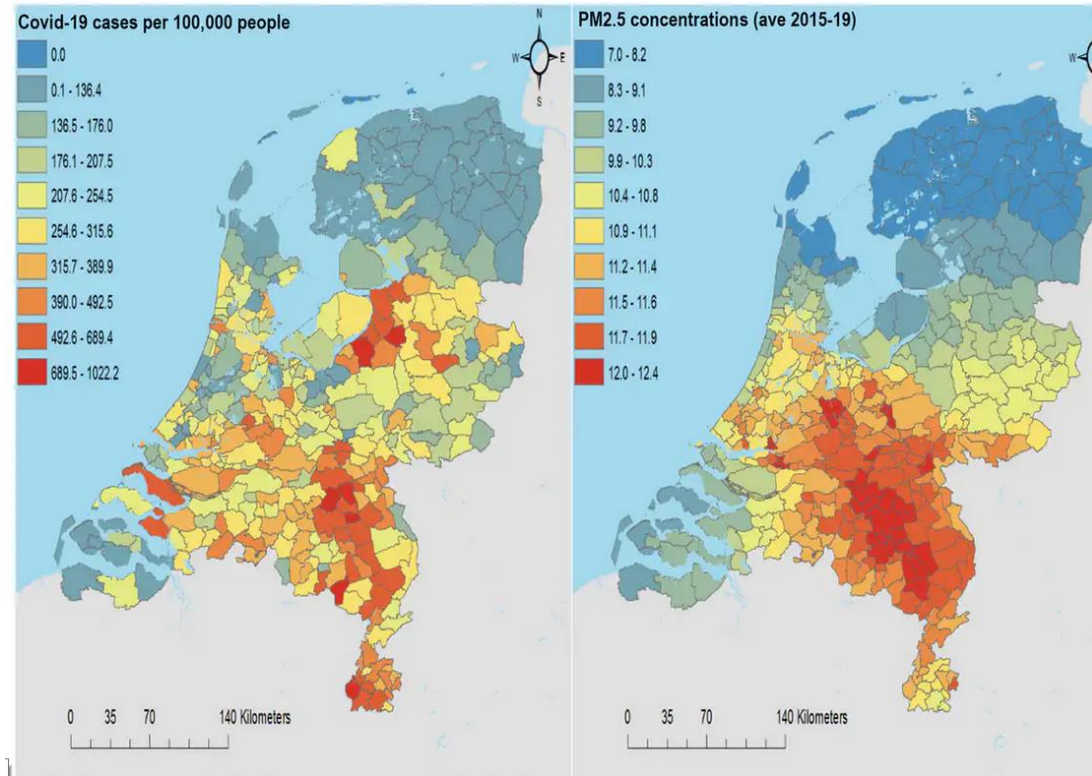 Covid-19 cases per 100,000 people
0.0
0.1 - 136.4
136.5 - 176.0
176.1 - 207.5
207.6 - 254.5
254.6 - 315.6
315.7 - 389.9
390.0 - 492.5
492.6 - 689.4
689.5 - 1022.2
N
W
E
S
0 35 70 140 Kilometers
PM2.5 concentrations (ave 2015-19)
7.0 - 8.2
8.3 - 9.1
9.2 - 9.8
9.9 - 10.3
10.4 - 10.8
10.9 - 11.1
11.2 - 11.4
11.5 - 11.6
11.7 - 11.9
12.0 - 12.4
W
0 35 70 140 Kilometers